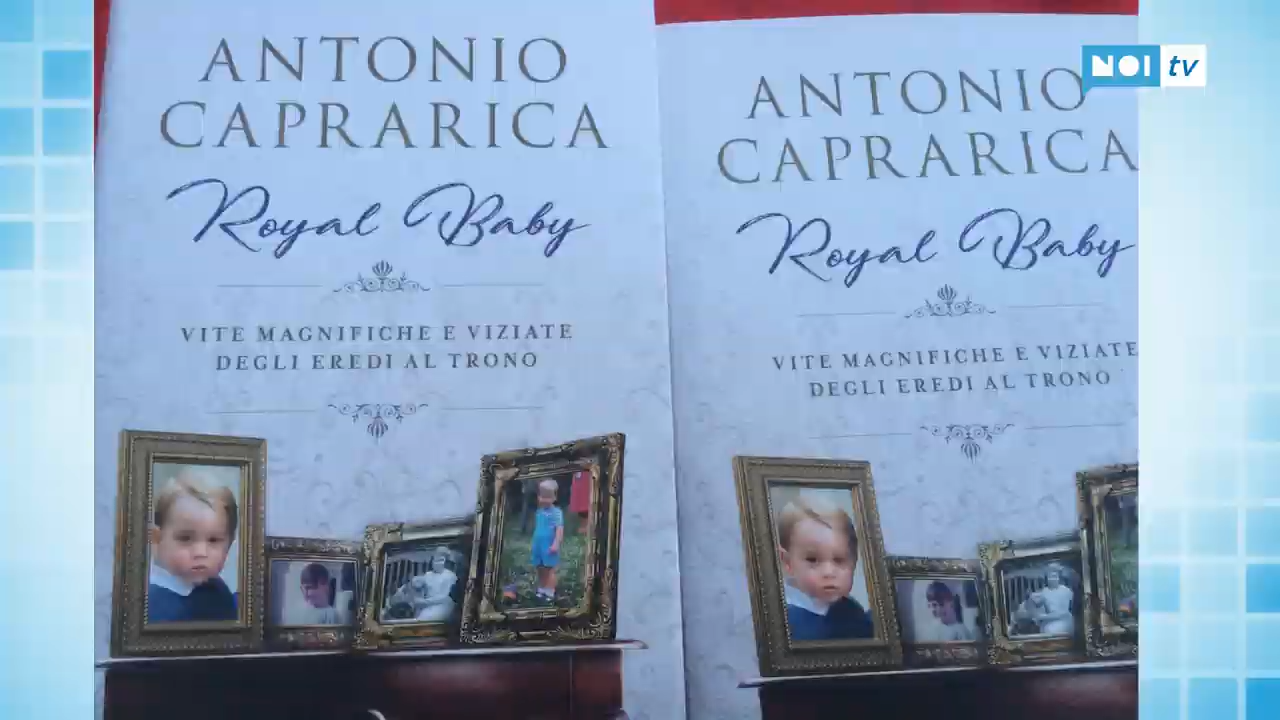 ANTONIO
CAPRARICA
Royal Baby
VITE MAGNIFICHE E VIZIATE
DEGLI EREDI AL TRONO
ANTONIO
CAPRARICA
Royal Baby
VITE MAGNIFICHE E VIZIATE
DEGLI EREDI AL TRONO
NOI tv